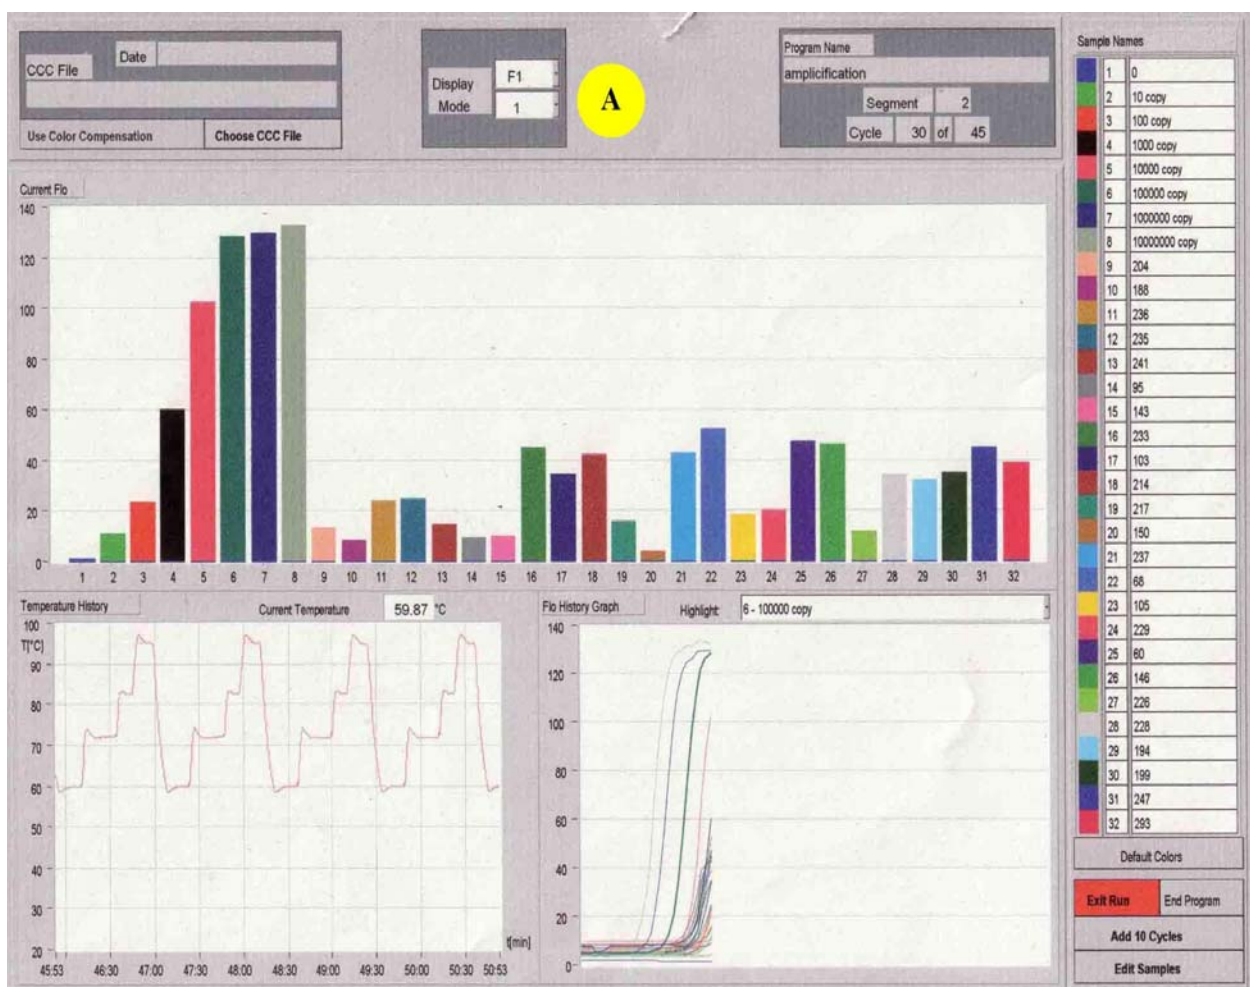 CCC File
Date
Use Color Compensation
Choose CCC File
Display
Mode
F1
1
A
Program Name
amplicification
Segment 2
Cycle 30 of 45
Current Flo
140
120
100
80
60
40
20
0
1 2 3 4 5 6 7 8 9 10 11 12 13 14 15 16 17 18 19 20 21 22 23 24 25 26 27 28 29 30 31 32
Temperature History
Current Temperature 59.87 °C
100
T[°C]
90
80
70
60
50
40
30
20
t[min]
45:53 46:30 47:00 47:30 48:00 48:30 49:00 49:30 50:00 50:30 50:53
Flo History Graph
Highlight: 6 - 100000 copy
140
120
100
80
60
40
20
0
Sample Names
1 0
2 10 copy
3 100 copy
4 1000 copy
5 10000 copy
6 100000 copy
7 1000000 copy
8 10000000 copy
9 204
10 188
11 236
12 235
13 241
14 95
15 143
16 233
17 103
18 214
19 217
20 150
21 237
22 68
23 105
24 229
25 60
26 146
27 226
28 228
29 194
30 199
31 247
32 293
Default Colors
Exit Run
End Program
Add 10 Cycles
Edit Samples